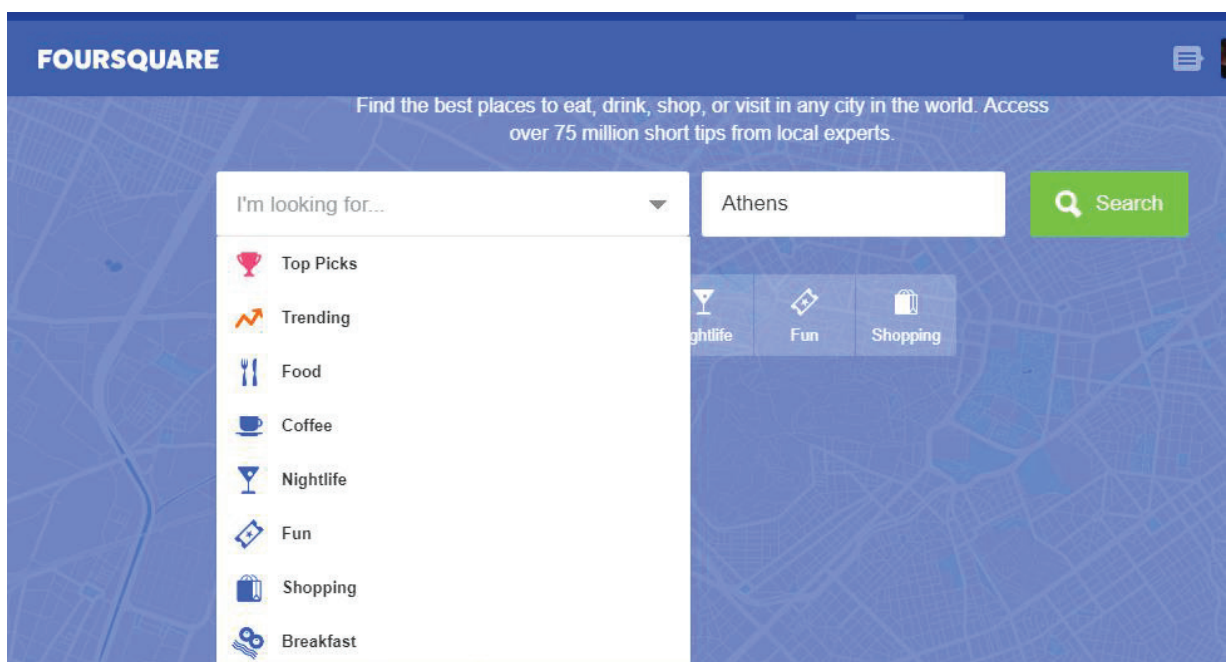 FOURSQUARE
Find the best places to eat, drink, shop, or visit in any city in the world. Access
over 75 million short tips from local experts.
I'm looking for...
Athens
Search
Top Picks
Trending
Food
Coffee
Nightlife
Fun
Shopping
Breakfast
ghtlife
Fun
Shopping